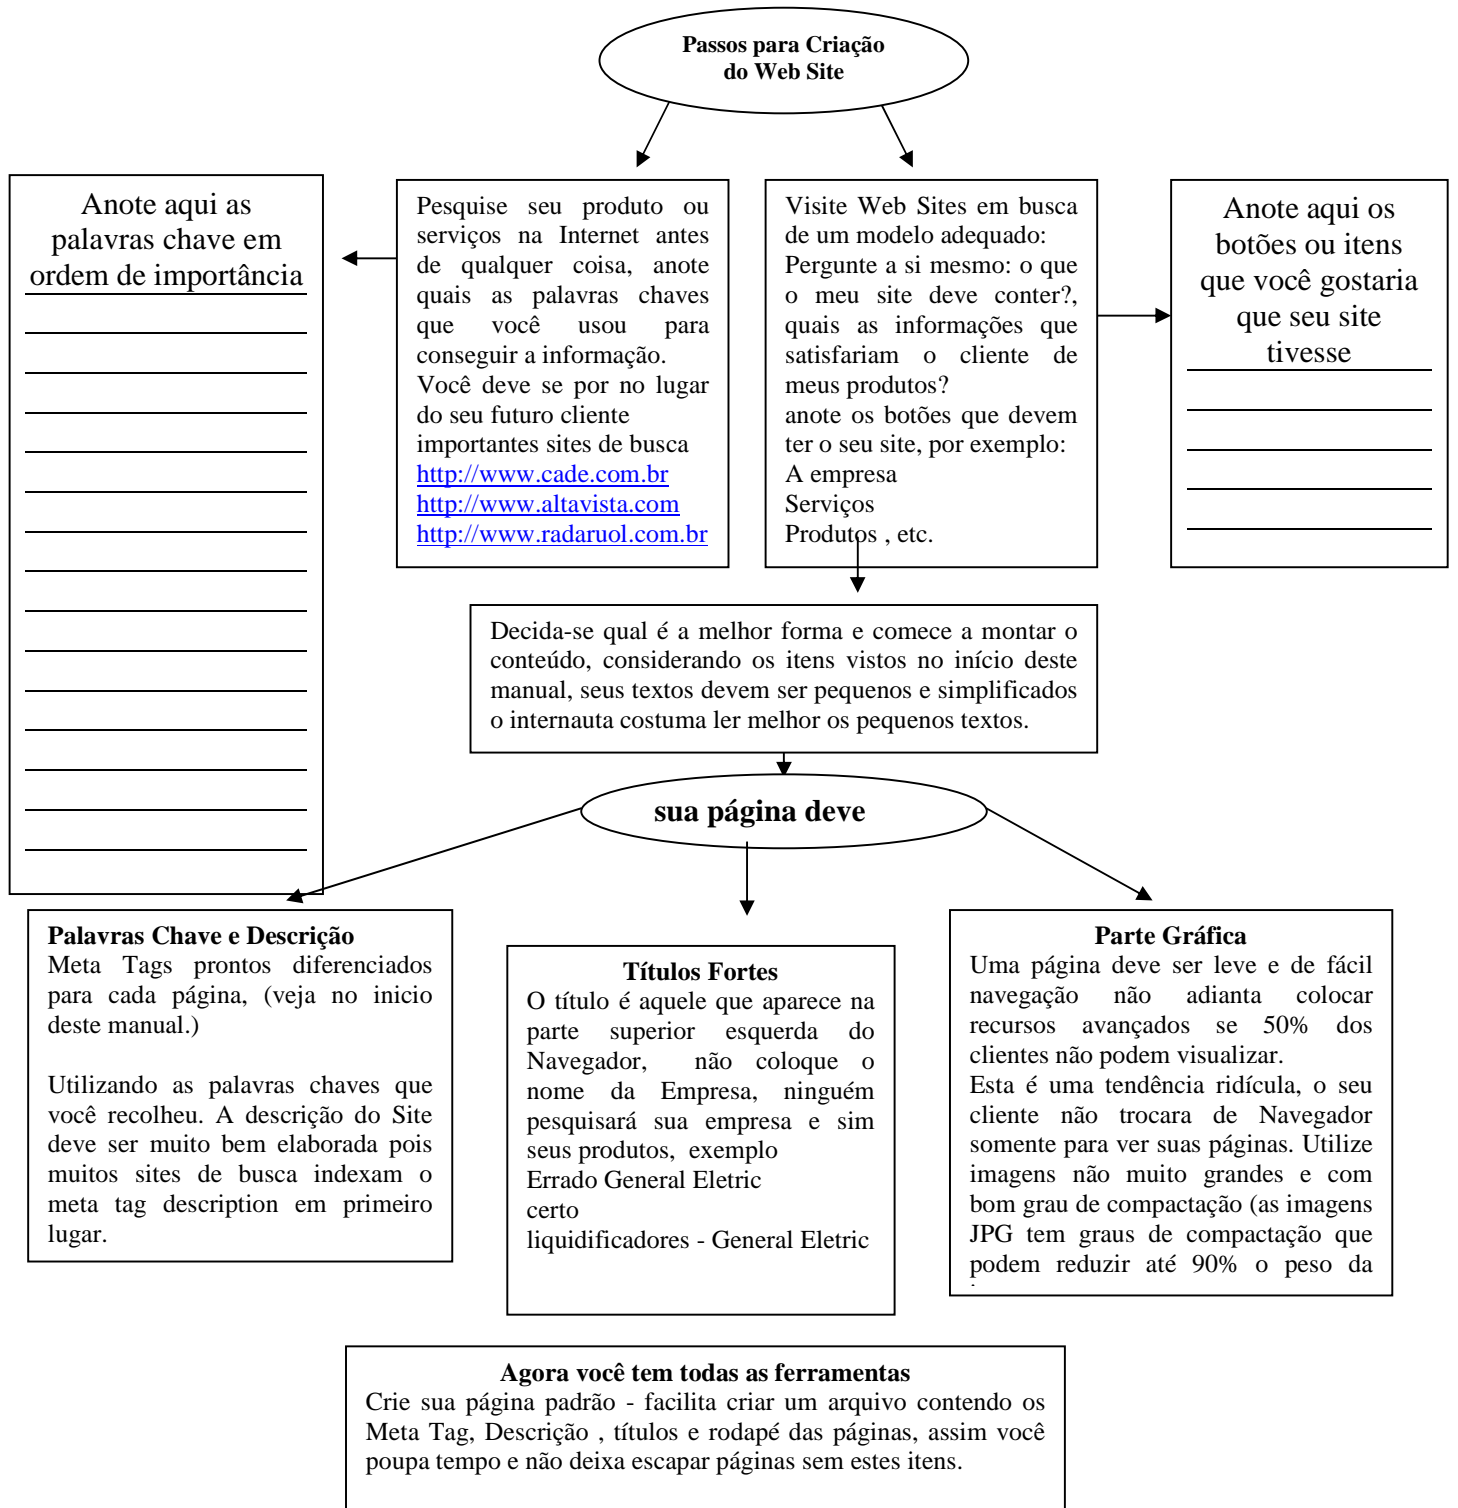 Passos para Criação
do Web Site
Anote aqui as
palavras chave em
ordem de importância
Pesquise seu produto ou
serviços na Internet antes
de qualquer coisa, anote
quais as palavras chaves
que você usou para
conseguir a informação.
Você deve se por no lugar
do seu futuro cliente
importantes sites de busca
http://www.cade.com.br
http://www.altavista.com
http://www.radaruol.com.br
Visite Web Sites em busca
de um modelo adequado:
Pergunte a si mesmo: o que
o meu site deve conter?,
quais as informações que
satisfariam o cliente de
meus produtos?
anote os botões que devem
ter o seu site, por exemplo:
A empresa
Serviços
Produtos , etc.
Anote aqui os
botões ou itens
que você gostaria
que seu site
tivesse
Decida-se qual é a melhor forma e comece a montar o
conteúdo, considerando os itens vistos no início deste
manual, seus textos devem ser pequenos e simplificados
o internauta costuma ler melhor os pequenos textos.
sua página deve
Palavras Chave e Descrição
Meta Tags prontos diferenciados
para cada página, (veja no inicio
deste manual.)
Utilizando as palavras chaves que
você recolheu. A descrição do Site
deve ser muito bem elaborada pois
muitos sites de busca indexam o
meta tag description em primeiro
lugar.
Títulos Fortes
O título é aquele que aparece na
parte superior esquerda do
Navegador, não coloque o
nome da Empresa, ninguém
pesquisará sua empresa e sim
seus produtos, exemplo
Errado General Eletric
certo
liquidificadores - General Eletric
Parte Gráfica
Uma página deve ser leve e de fácil
navegação não adianta colocar
recursos avançados se 50% dos
clientes não podem visualizar.
Esta é uma tendência ridícula, o seu
cliente não trocara de Navegador
somente para ver suas páginas. Utilize
imagens não muito grandes e com
bom grau de compactação (as imagens
JPG tem graus de compactação que
podem reduzir até 90% o peso da
Agora você tem todas as ferramentas
Crie sua página padrão - facilita criar um arquivo contendo os
Meta Tag, Descrição , títulos e rodapé das páginas, assim você
poupa tempo e não deixa escapar páginas sem estes itens.